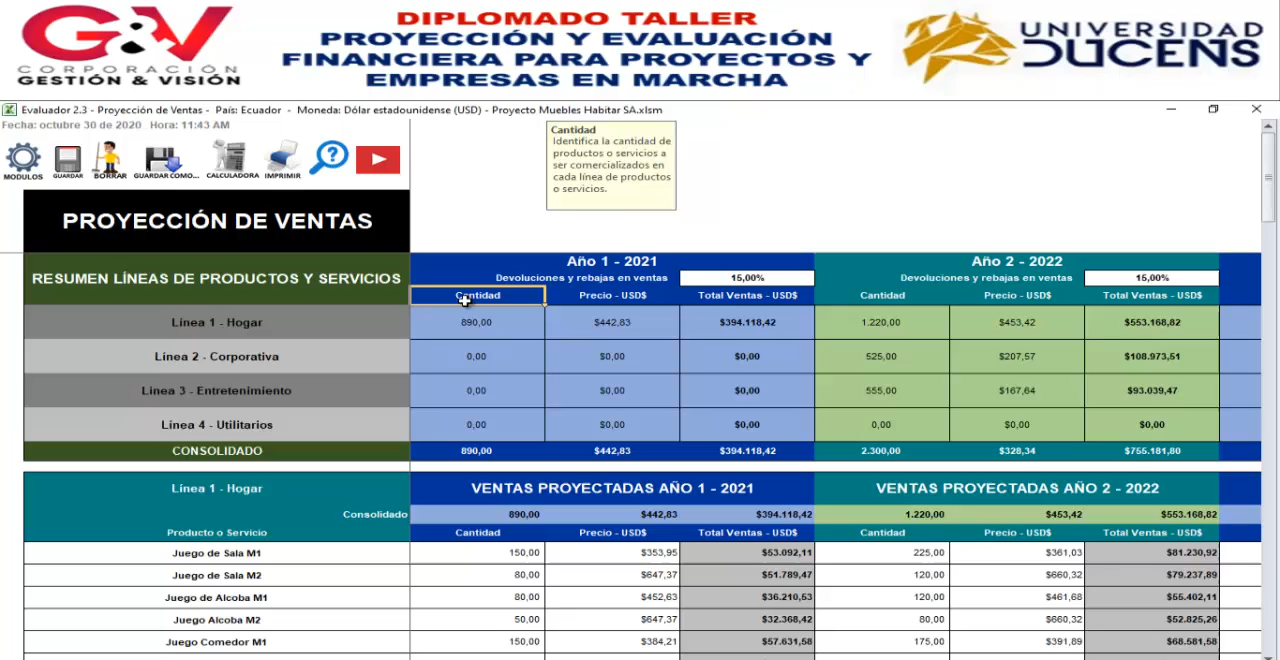 G&V
CORPORACIÓN
GESTIÓN & VISIÓN
DIPLOMADO TALLER
PROYECCIÓN Y EVALUACIÓN
FINANCIERA PARA PROYECTOS Y
EMPRESAS EN MARCHA
UNIVERSIDAD
DUCENS
Evaluador 2.3 - Proyección de Ventas - País: Ecuador - Moneda: Dólar estadounidense (USD) - Proyecto Muebles Habitar SA.xlsm
Fecha: octubre 30 de 2020 Hora: 11:43 AM
MODULOS GUARDAR BORRAR GUARDAR COMO... CALCULADORA IMPRIMIR
Cantidad
Identifica la cantidad de
productos o servicios a
ser comercializados en
cada línea de productos
o servicios.
PROYECCIÓN DE VENTAS
RESUMEN LÍNEAS DE PRODUCTOS Y SERVICIOS
Año 1 - 2021 Año 2 - 2022
Devoluciones y rebajas en ventas 15,00% Devoluciones y rebajas en ventas 15,00%
Cantidad Precio - USD$ Total Ventas - USD$ Cantidad Precio - USD$ Total Ventas - USD$
Línea 1 - Hogar 890,00 $442,83 $394.118,42 1.220,00 $453,42 $553.168,82
Línea 2 - Corporativa 0,00 $0,00 $0,00 525,00 $207,57 $108.973,51
Línea 3 - Entretenimiento 0,00 $0,00 $0,00 555,00 $167,64 $93.039,47
Línea 4 - Utilitarios 0,00 $0,00 $0,00 0,00 $0,00 $0,00
CONSOLIDADO 890,00 $442,83 $394.118,42 2.300,00 $328,34 $755.181,80
Línea 1 - Hogar VENTAS PROYECTADAS AÑO 1 - 2021 VENTAS PROYECTADAS AÑO 2 - 2022
Consolidado 890,00 $442,83 $394.118,42 1.220,00 $453,42 $553.168,82
Producto o Servicio Cantidad Precio - USD$ Total Ventas - USD$ Cantidad Precio - USD$ Total Ventas - USD$
Juego de Sala M1 150,00 $353,95 $53.092,11 225,00 $361,03 $81.230,92
Juego de Sala M2 80,00 $647,37 $51.789,47 120,00 $660,32 $79.237,89
Juego de Alcoba M1 80,00 $452,63 $36.210,53 120,00 $461,68 $55.402,11
Juego Alcoba M2 50,00 $647,37 $32.368,42 80,00 $660,32 $52.825,26
Juego Comedor M1 150,00 $384,21 $57.631,58 175,00 $391,89 $68.581,58